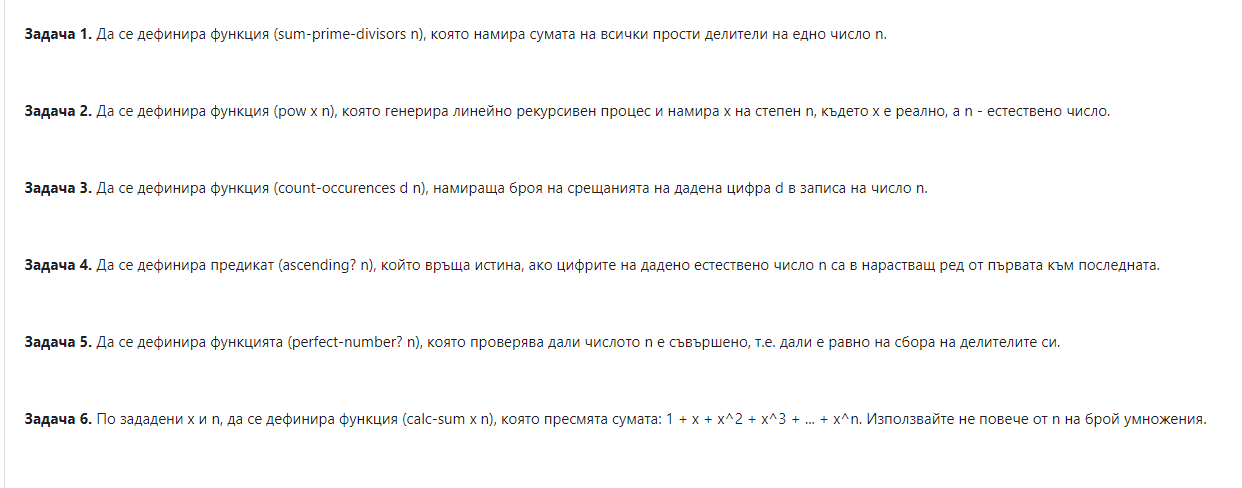 Задача 1. Да се дефинира функция (sum-prime-divisors n), която намира сумата на всички прости делители на едно число n.
Задача 2. Да се дефинира функция (pow x n), която генерира линейно рекурсивен процес и намира x на степен n, където x е реално, а n - естествено число.
Задача 3. Да се дефинира функция (count-occurences d n), намираща броя на срещанията на дадена цифра d в записа на число n.
Задача 4. Да се дефинира предикат (ascending? n), който връща истина, ако цифрите на дадено естествено число n са в нарастващ ред от първата към последната.
Задача 5. Да се дефинира функцията (perfect-number? n), която проверява дали числото n е съвършено, т.е. дали е равно на сбора на делителите си.
Задача 6. По зададени x и n, да се дефинира функция (calc-sum x n), която пресмята сумата: 1 + x + x^2 + x^3 + ... + x^n. Използвайте не повече от n на брой умножения.